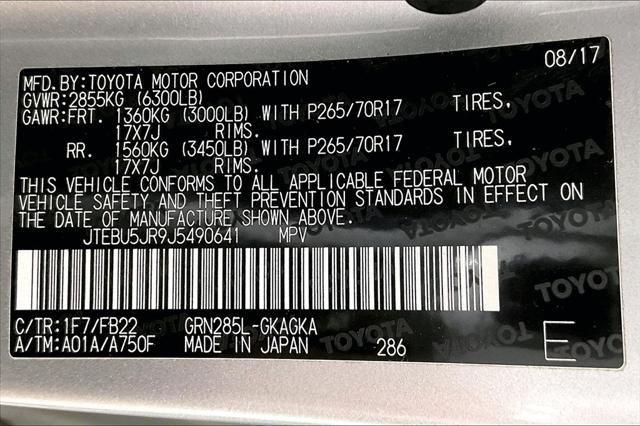 08/17
MFD.BY:TOYOTA MOTOR CORPORATION
GVWR:2855KG (6300LB)
GAWR:FRT. 1360KG (3000LB) WITH P265/70R17 TIRES,
17X7J RIMS.
RR. 1560KG (3450LB) WITH P265/70R17 TIRES,
17X7J RIMS.
THIS VEHICLE CONFORMS TO ALL APPLICABLE FEDERAL MOTOR
VEHICLE SAFETY AND THEFT PREVENTION STANDARDS IN EFFECT ON
THE DATE OF MANUFACTURE SHOWN ABOVE.
JTEBU5JR9J5490641 MPV
C/TR:1F7/FB22 GRN285L-GKAGKA
A/TM:A01A/A750F MADE IN JAPAN 286 E